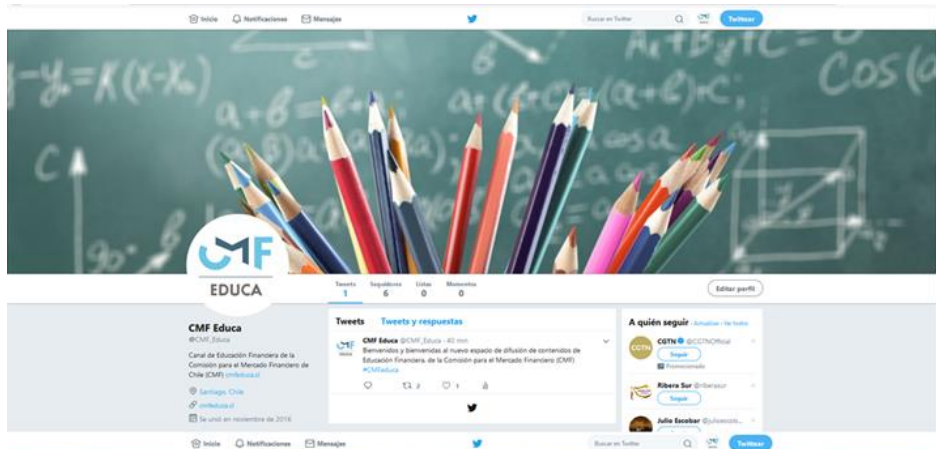 Inicio Notificaciones Mensajes Buscar en Twitter Twittear
y-y₀=K(x-x₀)
CMF
EDUCA
Tweets Seguidores Listas Momentos
1 6 0 0
Editar perfil
CMF Educa
@CMF_Educa
Canal de Educación Financiera de la
Comisión para el Mercado Financiero de
Chile (CMF) cmfeduca.cl
Santiago, Chile
cmfeduca.cl
Se unió en noviembre de 2016
Tweets Tweets y respuestas
CMF Educa @CMF_Educa · 40 min
Bienvenidos y bienvenidas al nuevo espacio de difusión de contenidos de
Educación Financiera, de la Comisión para el Mercado Financiero (CMF)
#CMFeduca
2 1
A quién seguir · Actualizar · Ver todos
CGTN @CGTNOfficial
Seguir
Promocionado
Ribera Sur @riberasur
Seguir
Julio Escobar
Inicio Notificaciones Mensajes Buscar en Twitter Twittear